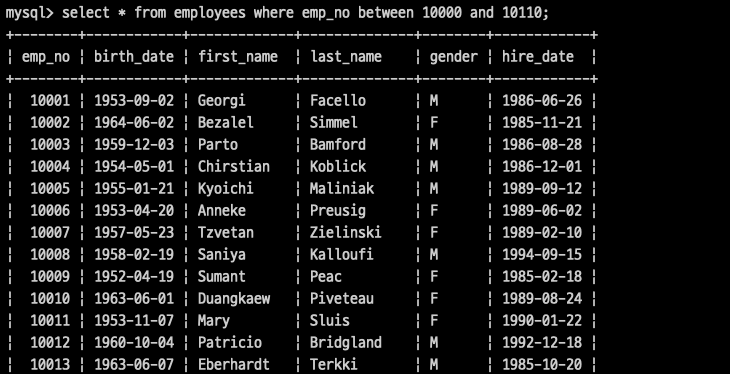 mysql> select * from employees where emp_no between 10000 and 10110;
+--------+------------+------------+--------------+--------+------------+
¦ emp_no ¦ birth_date ¦ first_name ¦ last_name ¦ gender ¦ hire_date ¦
+--------+------------+------------+--------------+--------+------------+
¦ 10001 ¦ 1953-09-02 ¦ Georgi ¦ Facello ¦ M ¦ 1986-06-26 ¦
¦ 10002 ¦ 1964-06-02 ¦ Bezalel ¦ Simmel ¦ F ¦ 1985-11-21 ¦
¦ 10003 ¦ 1959-12-03 ¦ Parto ¦ Bamford ¦ M ¦ 1986-08-28 ¦
¦ 10004 ¦ 1954-05-01 ¦ Chirstian ¦ Koblick ¦ M ¦ 1986-12-01 ¦
¦ 10005 ¦ 1955-01-21 ¦ Kyoichi ¦ Maliniak ¦ M ¦ 1989-09-12 ¦
¦ 10006 ¦ 1953-04-20 ¦ Anneke ¦ Preusig ¦ F ¦ 1989-06-02 ¦
¦ 10007 ¦ 1957-05-23 ¦ Tzvetan ¦ Zielinski ¦ F ¦ 1989-02-10 ¦
¦ 10008 ¦ 1958-02-19 ¦ Saniya ¦ Kalloufi ¦ M ¦ 1994-09-15 ¦
¦ 10009 ¦ 1952-04-19 ¦ Sumant ¦ Peac ¦ F ¦ 1985-02-18 ¦
¦ 10010 ¦ 1963-06-01 ¦ Duangkaew ¦ Piveteau ¦ F ¦ 1989-08-24 ¦
¦ 10011 ¦ 1953-11-07 ¦ Mary ¦ Sluis ¦ F ¦ 1990-01-22 ¦
¦ 10012 ¦ 1960-10-04 ¦ Patricio ¦ Bridgland ¦ M ¦ 1992-12-18 ¦
¦ 10013 ¦ 1963-06-07 ¦ Eberhardt ¦ Terkki ¦ M ¦ 1985-10-20 ¦